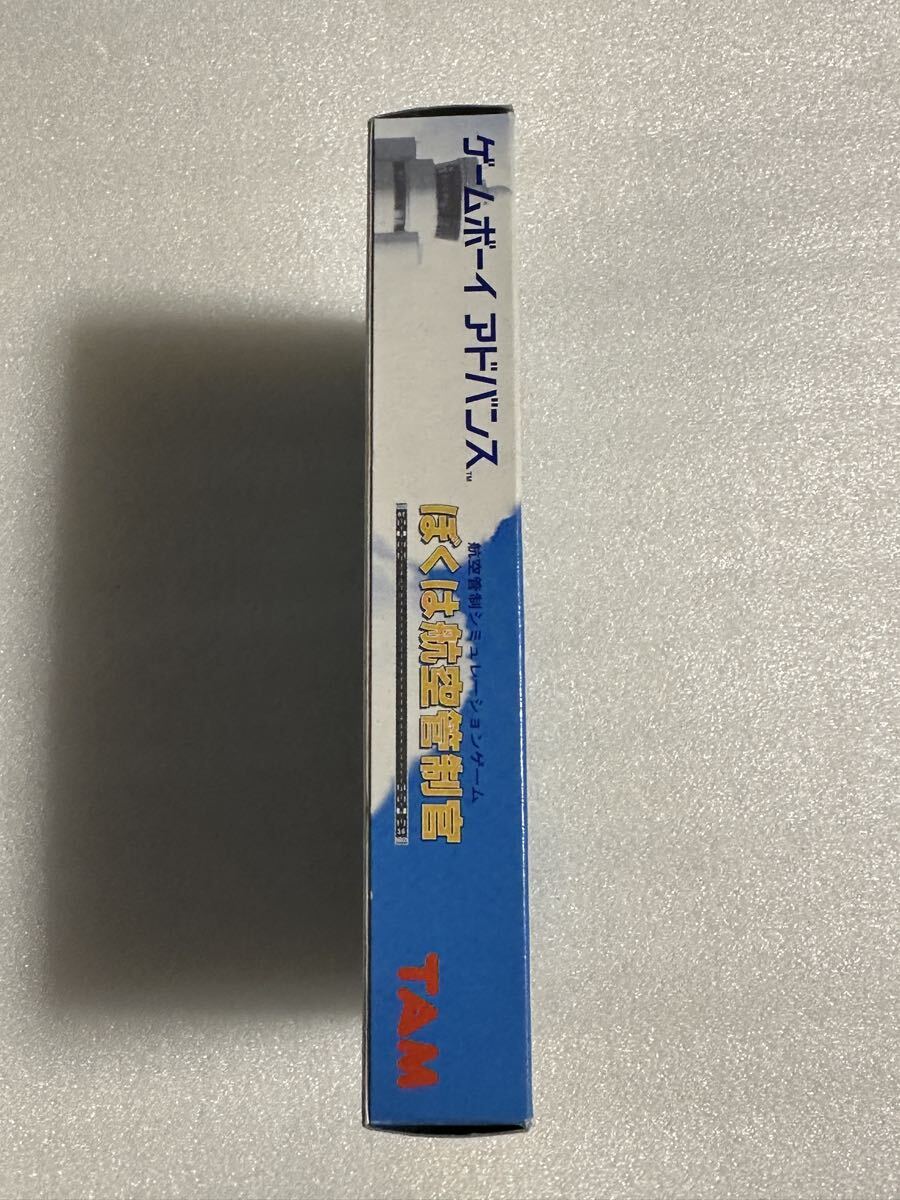 ゲームボーイ アドバンス™
航空管制シミュレーションゲーム
ぼくは航空管制官
TAM